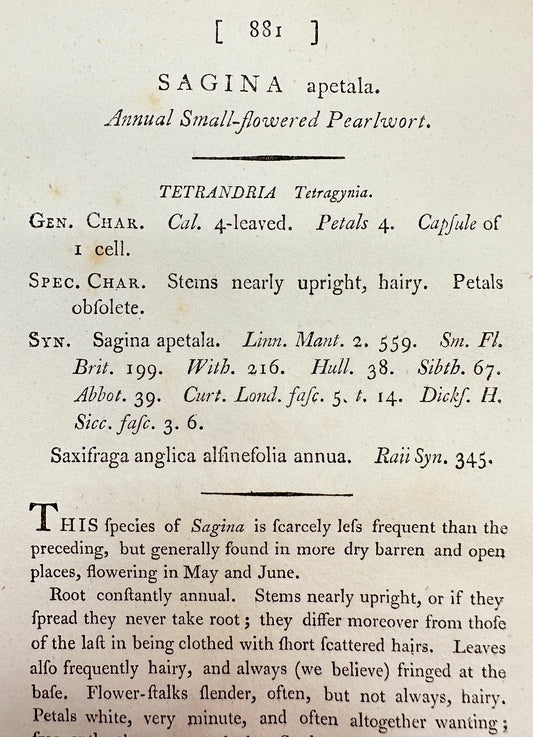 [ 881 ]
SAGINA apetala.
Annual Small-flowered Pearlwort.
TETRANDRIA Tetragynia.
GEN. CHAR. Cal. 4-leaved. Petals 4. Capſule of
1 cell.
SPEC. CHAR. Stems nearly upright, hairy. Petals
obſolete.
SYN. Sagina apetala. Linn. Mant. 2. 559. Sm. Fl.
Brit. 199. With. 216. Hull. 38. Sibth. 67.
Abbot. 39. Curt. Lond. faſc. 5. t. 14. Dickſ. H.
Sicc. faſc. 3. 6.
Saxifraga anglica alſinefolia annua. Raii Syn. 345.
THIS ſpecies of Sagina is ſcarcely leſs frequent than the
preceding, but generally found in more dry barren and open
places, flowering in May and June.
Root conſtantly annual. Stems nearly upright, or if they
ſpread they never take root; they differ moreover from thoſe
of the laſt in being clothed with ſhort ſcattered hairs. Leaves
alſo frequently hairy, and always (we believe) fringed at the
baſe. Flower-ſtalks ſlender, often, but not always, hairy.
Petals white, very minute, and often altogether wanting;